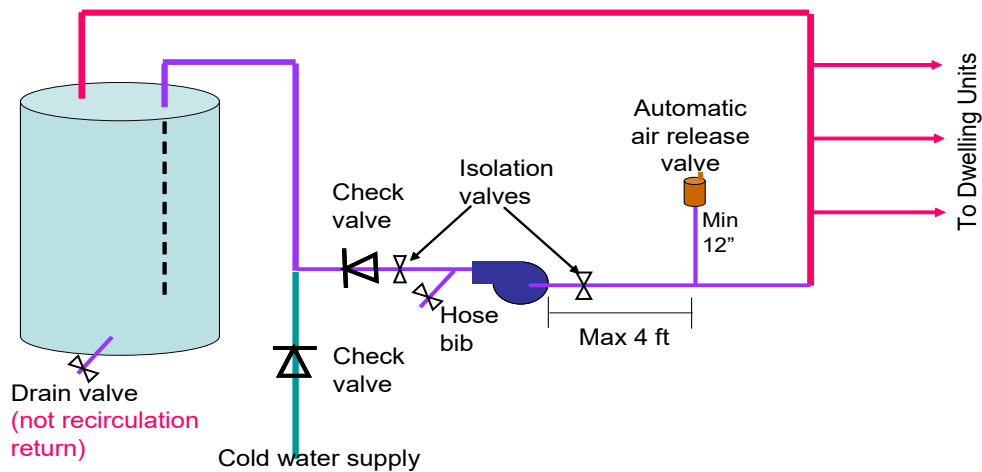 Automatic
air release
valve
Isolation
valves
Check
valve
Min
12”
To Dwelling Units
Hose
bib
Max 4 ft
Check
valve
Drain valve
(not recirculation
return)
Cold water supply